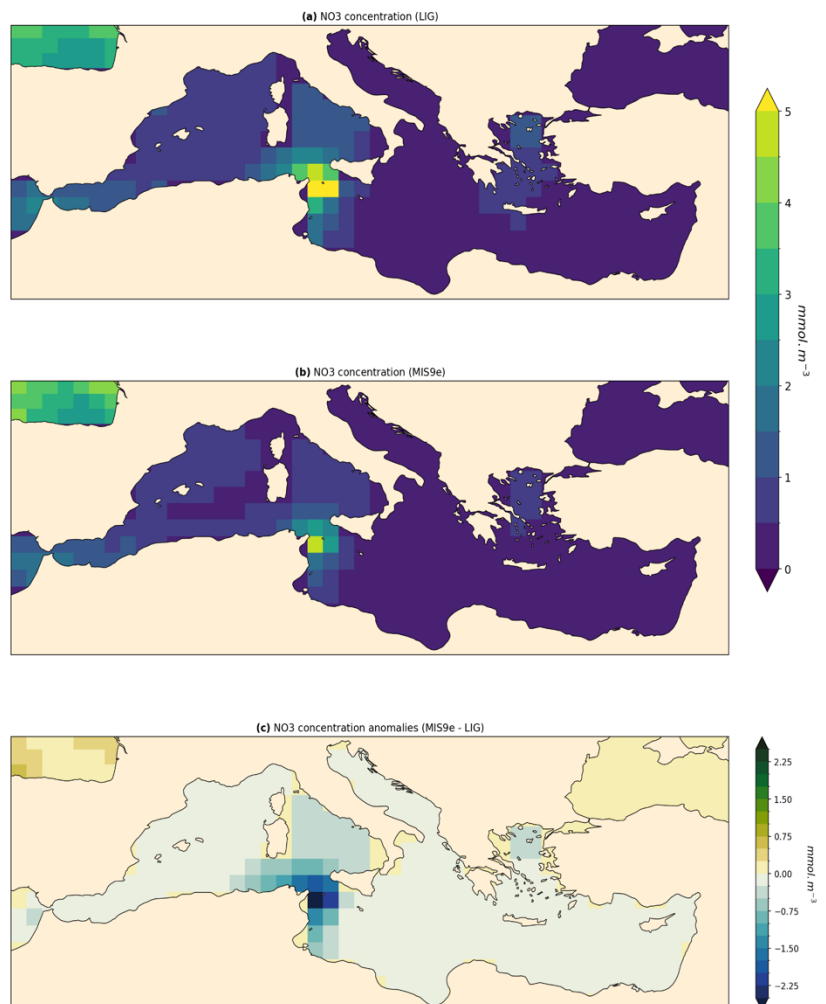 (a) NO3 concentration (LIG)
5
4
3
2
1
0
mmol.m⁻³
(b) NO3 concentration (MIS9e)
(c) NO3 concentration anomalies (MIS9e - LIG)
2.25
1.50
0.75
0.00
-0.75
-1.50
-2.25
mmol.m⁻³